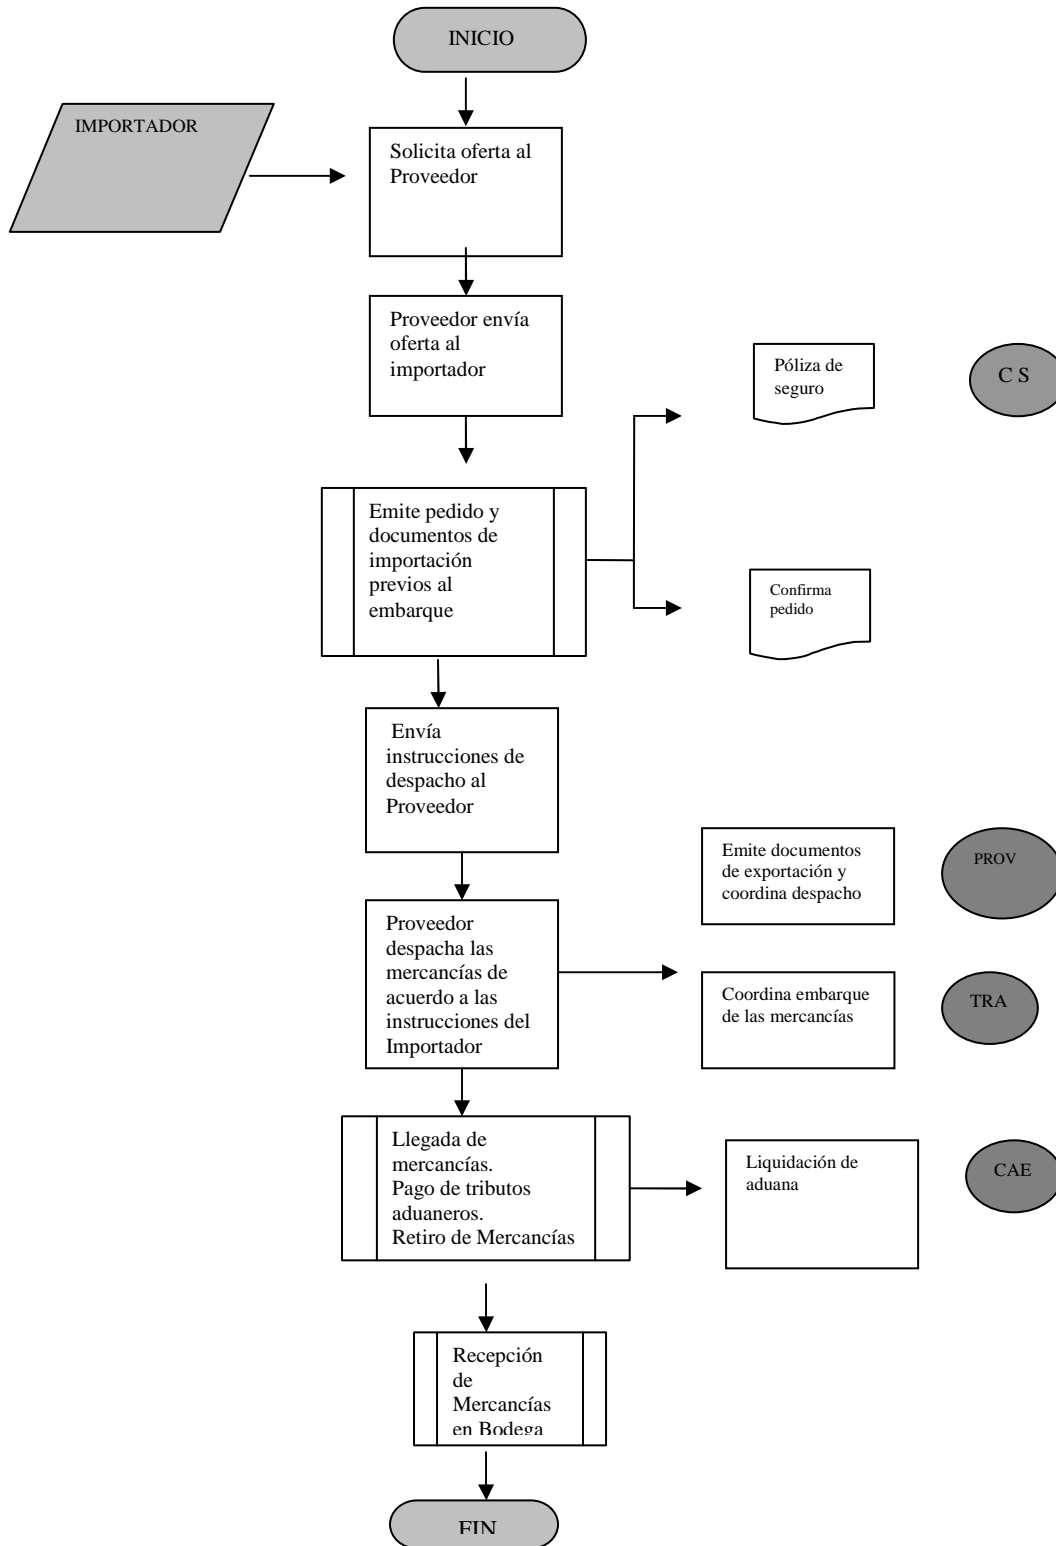 INICIO
IMPORTADOR
Solicita oferta al
Proveedor
Proveedor envía
oferta al
importador
Póliza de
seguro
C S
Emite pedido y
documentos de
importación
previos al
embarque
Confirma
pedido
Envía
instrucciones de
despacho al
Proveedor
Emite documentos
de exportación y
coordina despacho
PROV
Proveedor
despacha las
mercancías de
acuerdo a las
instrucciones del
Importador
Coordina embarque
de las mercancías
TRA
Llegada de
mercancías.
Pago de tributos
aduaneros.
Retiro de Mercancías
Liquidación de
aduana
CAE
Recepción
de
Mercancías
en Bodega
FIN